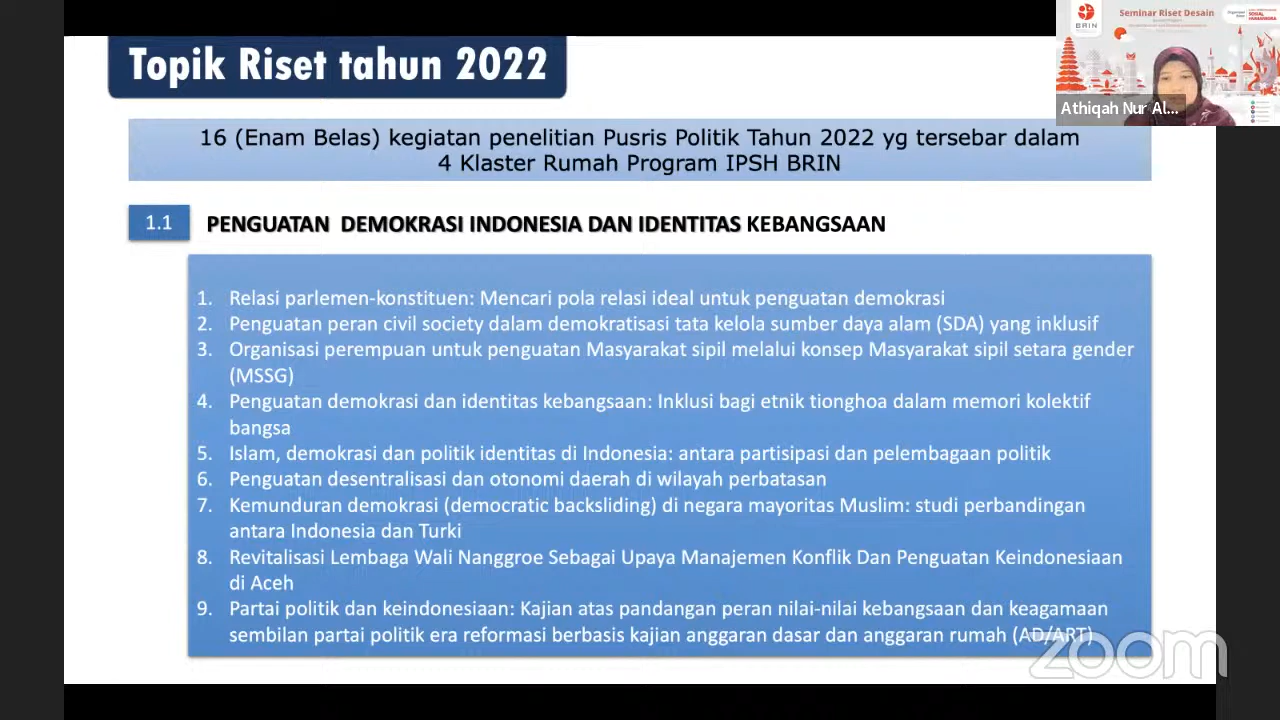 Topik Riset tahun 2022
BRIN
Seminar Riset Desain
SOSIAL
Athiqah Nur Al...
16 (Enam Belas) kegiatan penelitian Pusris Politik Tahun 2022 yg tersebar dalam
4 Klaster Rumah Program IPSH BRIN
1.1 PENGUATAN DEMOKRASI INDONESIA DAN IDENTITAS KEBANGSAAN
1. Relasi parlemen-konstituen: Mencari pola relasi ideal untuk penguatan demokrasi
2. Penguatan peran civil society dalam demokratisasi tata kelola sumber daya alam (SDA) yang inklusif
3. Organisasi perempuan untuk penguatan Masyarakat sipil melalui konsep Masyarakat sipil setara gender
(MSSG)
4. Penguatan demokrasi dan identitas kebangsaan: Inklusi bagi etnik tionghoa dalam memori kolektif
bangsa
5. Islam, demokrasi dan politik identitas di Indonesia: antara partisipasi dan pelembagaan politik
6. Penguatan desentralisasi dan otonomi daerah di wilayah perbatasan
7. Kemunduran demokrasi (democratic backsliding) di negara mayoritas Muslim: studi perbandingan
antara Indonesia dan Turki
8. Revitalisasi Lembaga Wali Nanggroe Sebagai Upaya Manajemen Konflik Dan Penguatan Keindonesiaan
di Aceh
9. Partai politik dan keindonesiaan: Kajian atas pandangan peran nilai-nilai kebangsaan dan keagamaan
sembilan partai politik era reformasi berbasis kajian anggaran dasar dan anggaran rumah (AD/ART)
zoom